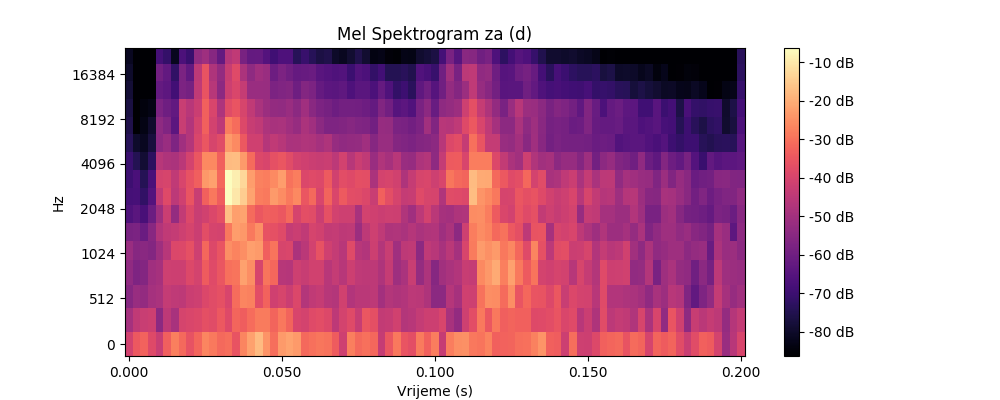 Mel Spektrogram za (d)
Hz
16384
8192
4096
2048
1024
512
0
0.000 0.050 0.100 0.150 0.200
Vrijeme (s)
-10 dB
-20 dB
-30 dB
-40 dB
-50 dB
-60 dB
-70 dB
-80 dB